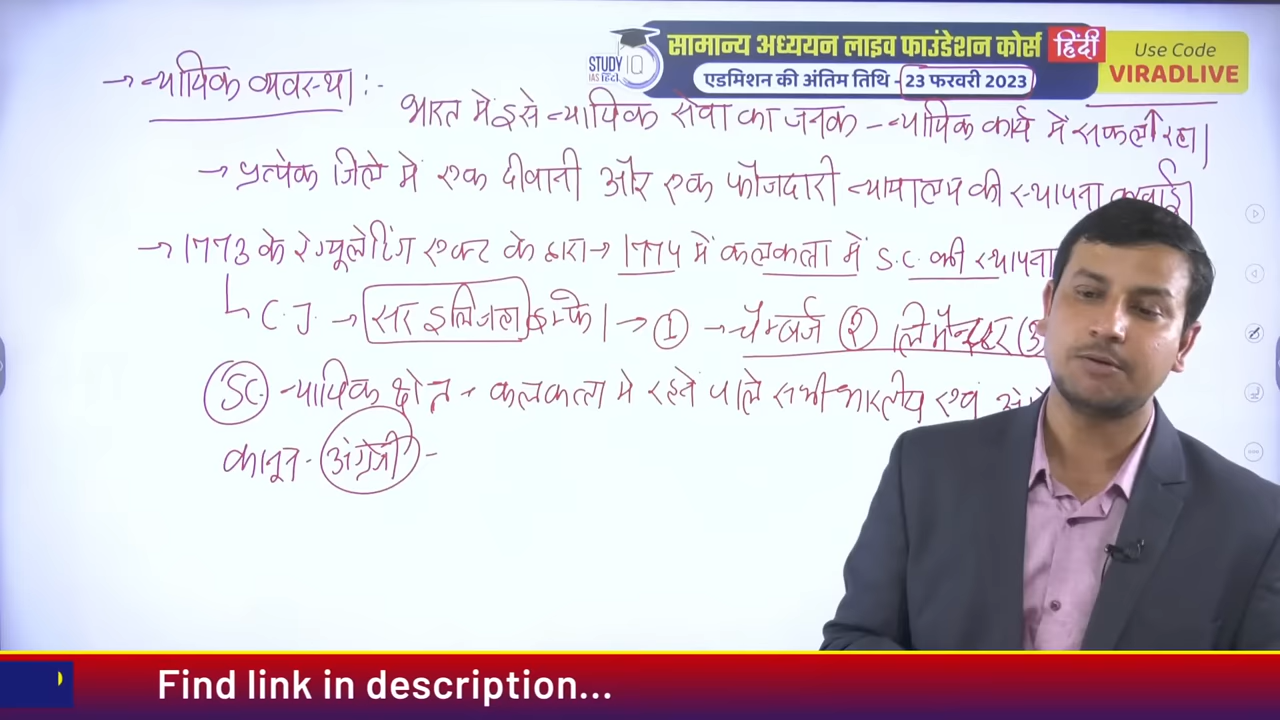 STUDY IQ
IAS हिंदी
सामान्य अध्ययन लाइव फाउंडेशन कोर्स हिंदी
एडमिशन की अंतिम तिथि - 23 फरवरी 2023
Use Code
VIRADLIVE
→ न्यायिक व्यवस्था :-
भारत में इसे न्यायिक सेवा का जनक - न्यायिक कार्य में सफल रहा।
→ प्रत्येक जिले में एक दीवानी और एक फौजदारी न्यायालय की स्थापना करवाई।
→ 1773 के रेग्यूलेटिंग एक्ट के द्वारा → 1774 में कलकत्ता में S.C. की स्थापना
C.J. → सर इलिजा इम्पे। → ① → चैम्बर्ज ② लिमैन्स्टर
SC न्यायिक क्षेत्र → कलकत्ता में रहने वाले सभी भारतीय एवं
कानून - अंग्रेजी -
Find link in description...